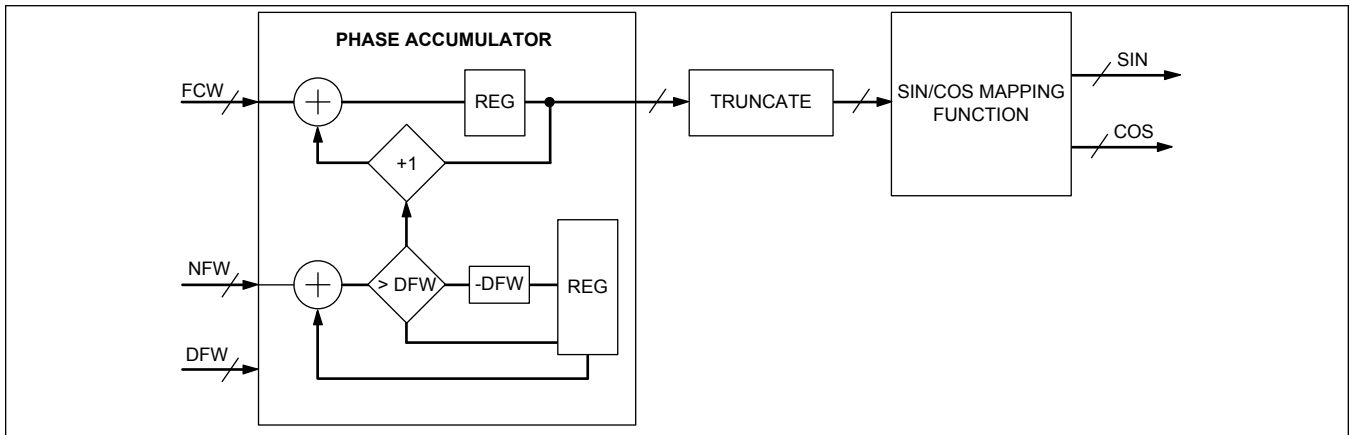 PHASE ACCUMULATOR
FCW
REG
+1
NFW
> DFW
-DFW
REG
DFW
TRUNCATE
SIN/COS MAPPING
FUNCTION
SIN
COS